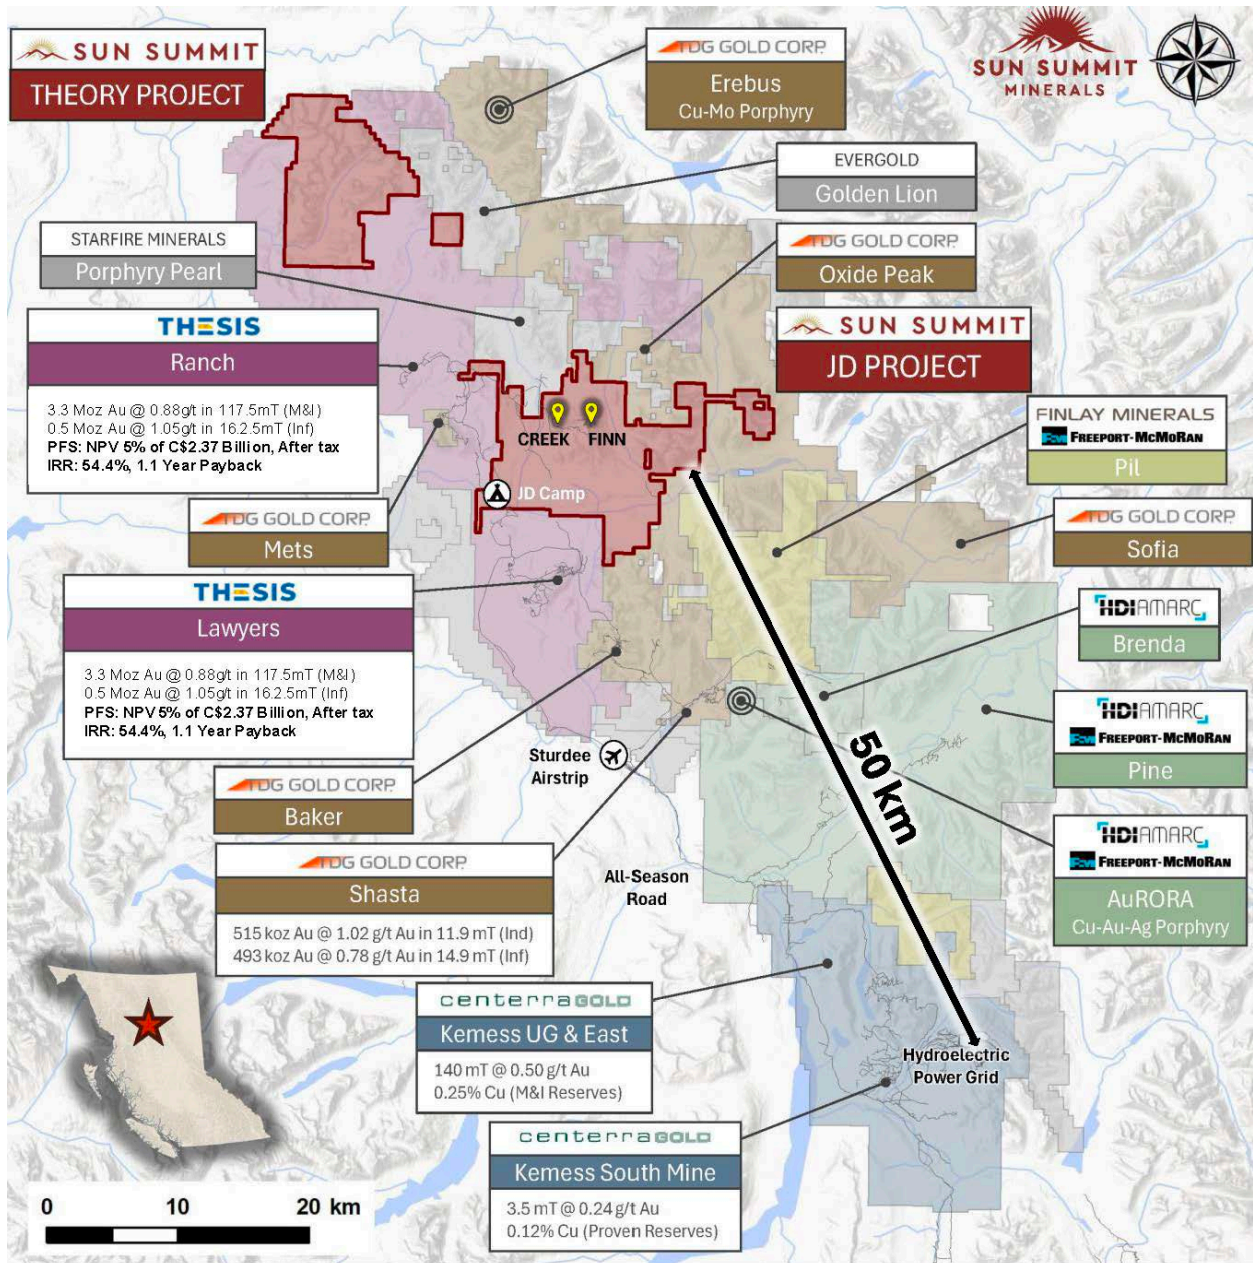 SUN SUMMIT
THEORY PROJECT
TDG GOLD CORP.
Erebus
Cu-Mo Porphyry
SUN SUMMIT
MINERALS
EVERGOLD
Golden Lion
STARFIRE MINERALS
Porphyry Pearl
TDG GOLD CORP.
Oxide Peak
THESIS
Ranch
3.3 Moz Au @ 0.88g/t in 117.5mT (M&I)
0.5 Moz Au @ 1.05g/t in 16.2.5mT (Inf)
PFS: NPV 5% of C$2.37 Billion, After tax
IRR: 54.4%, 1.1 Year Payback
SUN SUMMIT
JD PROJECT
CREEK
FINN
JD Camp
FINLAY MINERALS
FREEPORT-McMoRAN
Pil
TDG GOLD CORP.
Mets
TDG GOLD CORP.
Sofia
THESIS
Lawyers
3.3 Moz Au @ 0.88g/t in 117.5mT (M&I)
0.5 Moz Au @ 1.05g/t in 16.2.5mT (Inf)
PFS: NPV 5% of C$2.37 Billion, After tax
IRR: 54.4%, 1.1 Year Payback
HDI AMARC
Brenda
HDI AMARC
FREEPORT-McMoRAN
Pine
Sturdee
Airstrip
50 km
TDG GOLD CORP.
Baker
HDI AMARC
FREEPORT-McMoRAN
AuRORA
Cu-Au-Ag Porphyry
TDG GOLD CORP.
Shasta
515 koz Au @ 1.02 g/t Au in 11.9 mT (Ind)
493 koz Au @ 0.78 g/t Au in 14.9 mT (Inf)
All-Season
Road
centerra GOLD
Kemess UG & East
140 mT @ 0.50 g/t Au
0.25% Cu (M&I Reserves)
Hydroelectric
Power Grid
centerra GOLD
Kemess South Mine
3.5 mT @ 0.24 g/t Au
0.12% Cu (Proven Reserves)
0 10 20 km